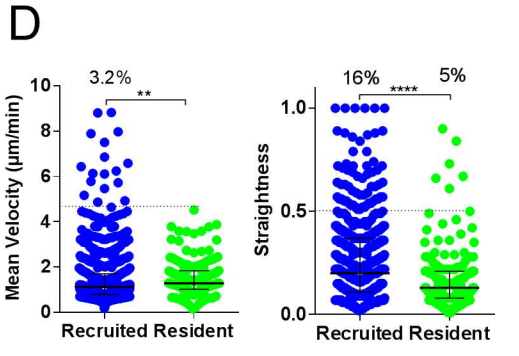 D
3.2%
**
10
8
6
4
2
0
Mean Velocity (μm/min)
Recruited Resident
16% 5%
****
1.0
0.5
0.0
Straightness
Recruited Resident